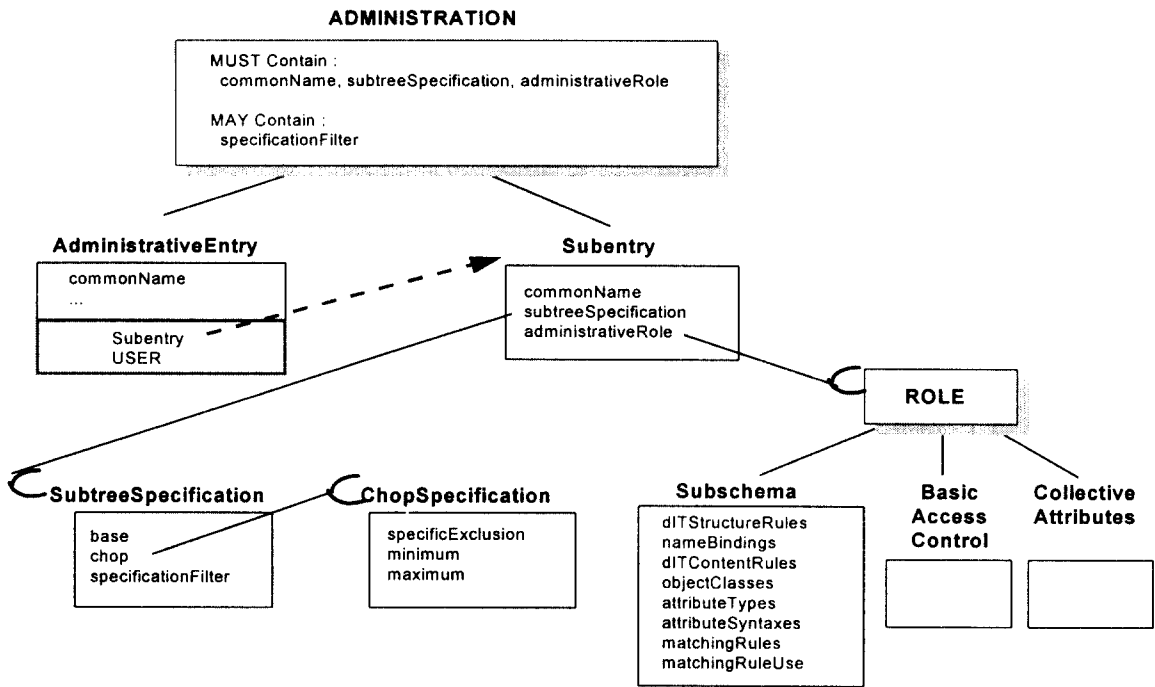 ADMINISTRATION
MUST Contain :
commonName, subtreeSpecification, administrativeRole
MAY Contain :
specificationFilter
AdministrativeEntry
commonName
...
Subentry
USER
Subentry
commonName
subtreeSpecification
administrativeRole
ROLE
SubtreeSpecification
base
chop
specificationFilter
ChopSpecification
specificExclusion
minimum
maximum
Subschema
dITStructureRules
nameBindings
dITContentRules
objectClasses
attributeTypes
attributeSyntaxes
matchingRules
matchingRuleUse
Basic
Access
Control
Collective
Attributes